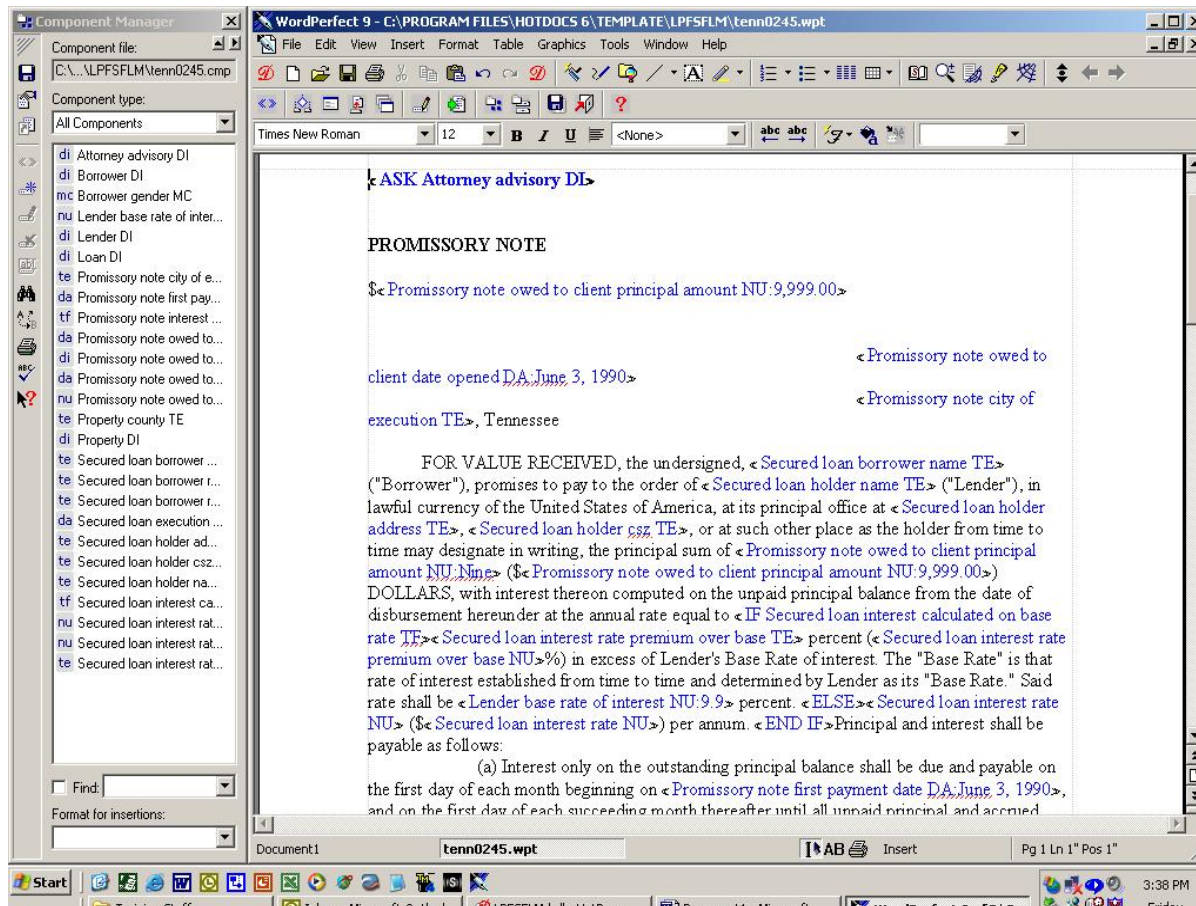 Component Manager
Component file:
C:\...\LPFSFLM\tenn0245.cmp
Component type:
All Components
di Attorney advisory DI
di Borrower DI
mc Borrower gender MC
nu Lender base rate of inter...
di Lender DI
di Loan DI
te Promissory note city of e...
da Promissory note first pay...
tf Promissory note interest ...
da Promissory note owed to...
di Promissory note owed to...
da Promissory note owed to...
nu Promissory note owed to...
te Property county TE
di Property DI
te Secured loan borrower ...
te Secured loan borrower r...
te Secured loan borrower r...
da Secured loan execution ...
te Secured loan holder ad...
te Secured loan holder csz...
te Secured loan holder na...
tf Secured loan interest ca...
nu Secured loan interest rat...
nu Secured loan interest rat...
te Secured loan interest rat...
Find:
Format for insertions:
WordPerfect 9 - C:\PROGRAM FILES\HOTDOCS 6\TEMPLATE\LPFSFLM\tenn0245.wpt
File Edit View Insert Format Table Graphics Tools Window Help
Times New Roman 12 B I U <None> abc abc
«ASK Attorney advisory DI»
PROMISSORY NOTE
$«Promissory note owed to client principal amount NU:9,999.00»
«Promissory note owed to
client date opened DA:June 3, 1990»
«Promissory note city of
execution TE», Tennessee
FOR VALUE RECEIVED, the undersigned, «Secured loan borrower name TE»
("Borrower"), promises to pay to the order of «Secured loan holder name TE» ("Lender"), in
lawful currency of the United States of America, at its principal office at «Secured loan holder
address TE», «Secured loan holder csz TE», or at such other place as the holder from time to
time may designate in writing, the principal sum of «Promissory note owed to client principal
amount NU:Nine» ($«Promissory note owed to client principal amount NU:9,999.00»)
DOLLARS, with interest thereon computed on the unpaid principal balance from the date of
disbursement hereunder at the annual rate equal to «IF Secured loan interest calculated on base
rate TF»«Secured loan interest rate premium over base TE» percent («Secured loan interest rate
premium over base NU»%) in excess of Lender's Base Rate of interest. The "Base Rate" is that
rate of interest established from time to time and determined by Lender as its "Base Rate." Said
rate shall be «Lender base rate of interest NU:9.9» percent. «ELSE»«Secured loan interest rate
NU» ($«Secured loan interest rate NU») per annum. «END IF»Principal and interest shall be
payable as follows:
(a) Interest only on the outstanding principal balance shall be due and payable on
the first day of each month beginning on «Promissory note first payment date DA:June 3, 1990»,
and on the first day of each succeeding month thereafter until all unpaid principal and accrued
Document1 tenn0245.wpt AB Insert Pg 1 Ln 1" Pos 1"
Start 3:38 PM
Friday